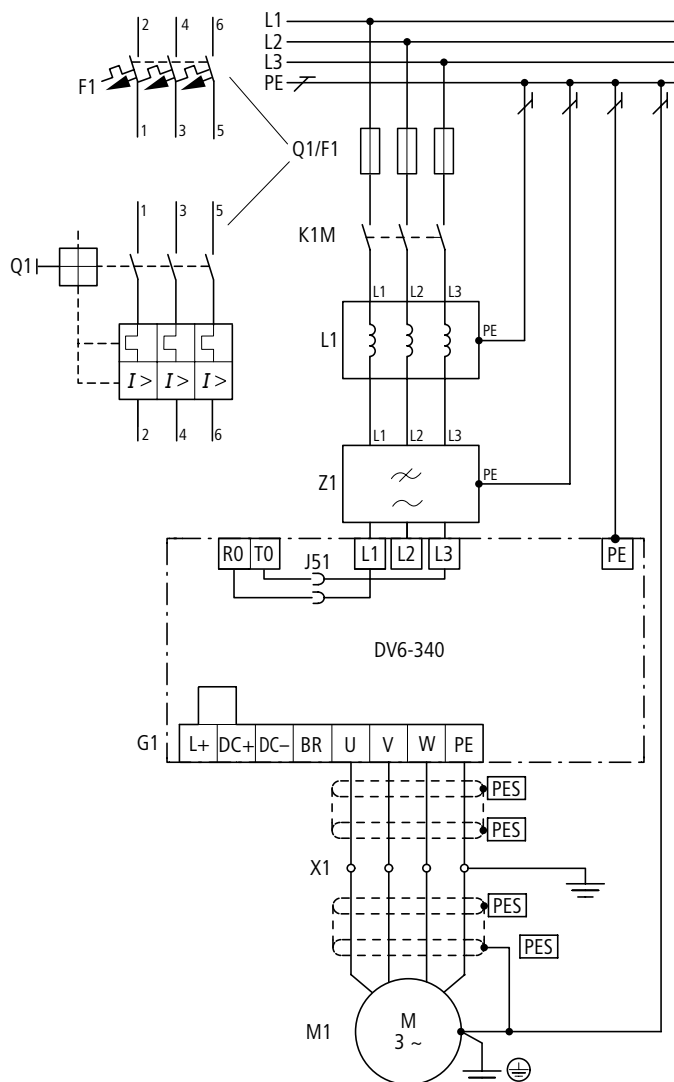 2 4 6
L1
L2
L3
PE
F1
1 3 5
Q1/F1
1 3 5
K1M
Q1
L1 L2 L3
L1
PE
I > I > I >
2 4 6
L1 L2 L3
Z1
PE
R0 T0
J51
L1 L2 L3
PE
DV6-340
G1
L+ DC+ DC– BR U V W PE
PES
PES
X1
PES
PES
M1
M
3 ~